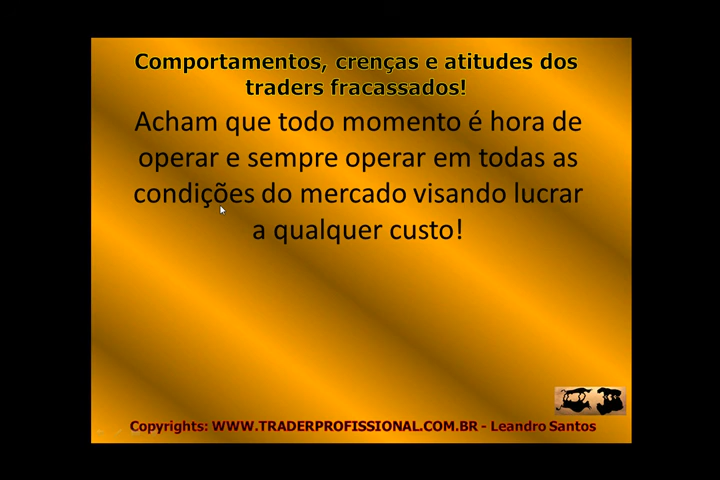 Comportamentos, crenças e atitudes dos
traders fracassados!
Acham que todo momento é hora de
operar e sempre operar em todas as
condições do mercado visando lucrar
a qualquer custo!
Copyrights: WWW.TRADERPROFISSIONAL.COM.BR - Leandro Santos